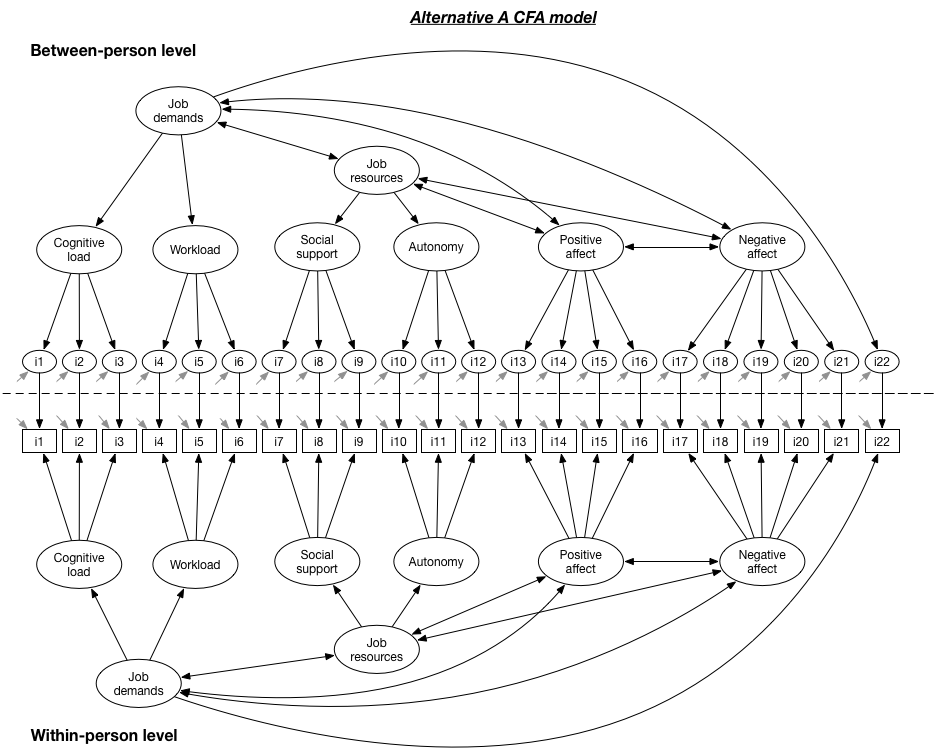 Alternative A CFA model
Between-person level
Job
demands
Job
resources
Cognitive
load
Workload
Social
support
Autonomy
Positive
affect
Negative
affect
i1 i2 i3 i4 i5 i6 i7 i8 i9 i10 i11 i12 i13 i14 i15 i16 i17 i18 i19 i20 i21 i22
i1 i2 i3 i4 i5 i6 i7 i8 i9 i10 i11 i12 i13 i14 i15 i16 i17 i18 i19 i20 i21 i22
Cognitive
load
Workload
Social
support
Autonomy
Positive
affect
Negative
affect
Job
resources
Job
demands
Within-person level